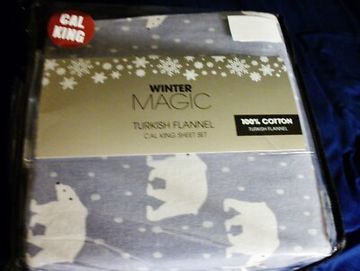 CAL
KING
WINTER
MAGIC
TURKISH FLANNEL
CAL KING SHEET SET
100% COTTON
TURKISH FLANNEL